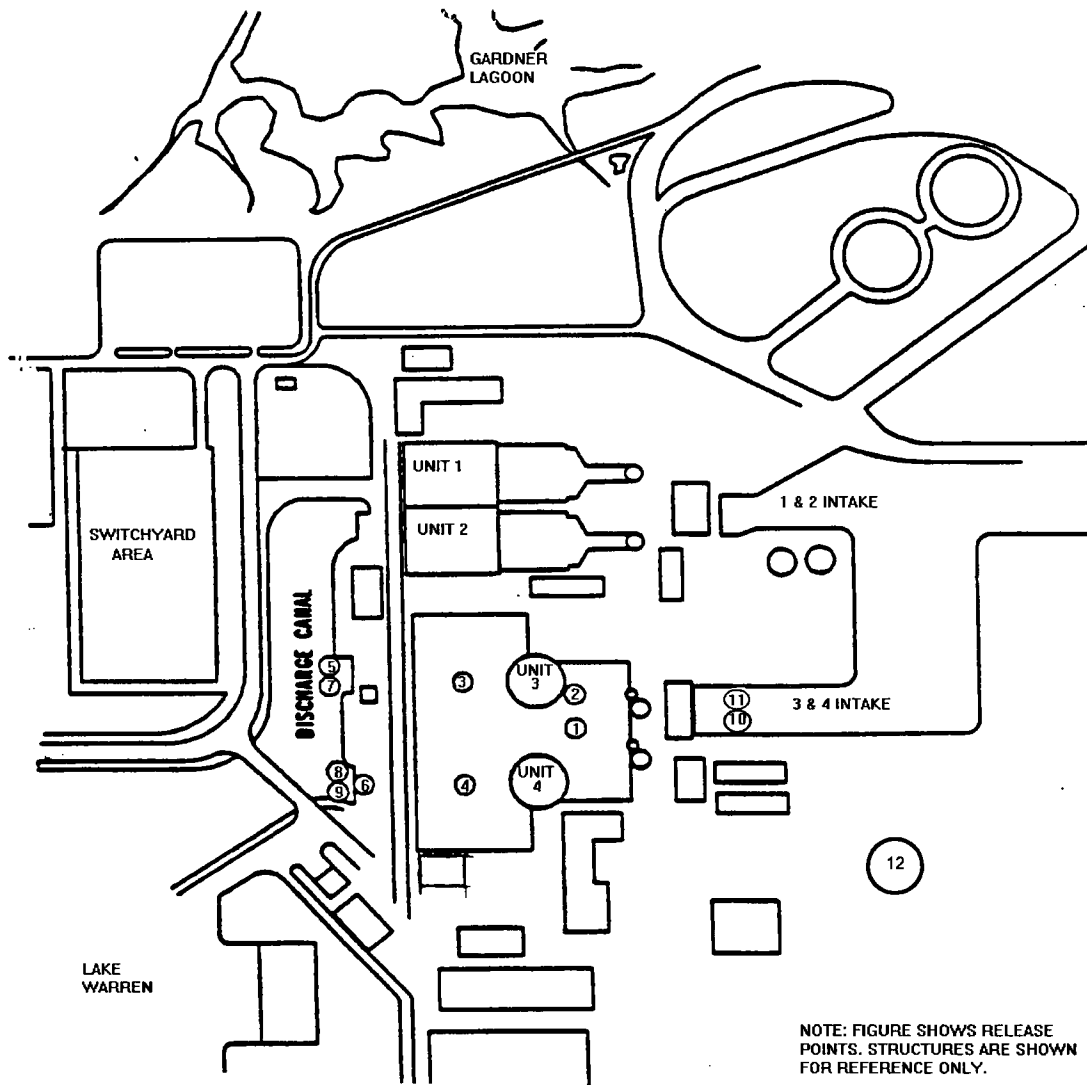 GARDNER
LAGOON
UNIT 1
1 & 2 INTAKE
UNIT 2
SWITCHYARD
AREA
DISCHARGE CANAL
5
7
3
UNIT
3
2
1
11
10
3 & 4 INTAKE
8
9
6
4
UNIT
4
12
LAKE
WARREN
NOTE: FIGURE SHOWS RELEASE
POINTS. STRUCTURES ARE SHOWN
FOR REFERENCE ONLY.